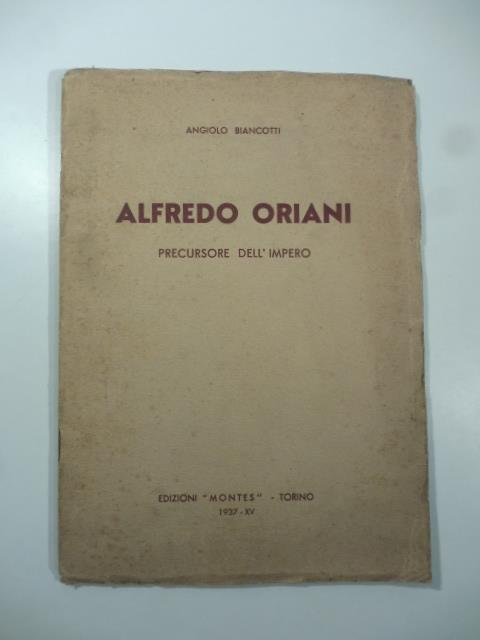 ANGIOLO BIANCOTTI
ALFREDO ORIANI
PRECURSORE DELL'IMPERO
EDIZIONI "MONTES" - TORINO
1937 - XV